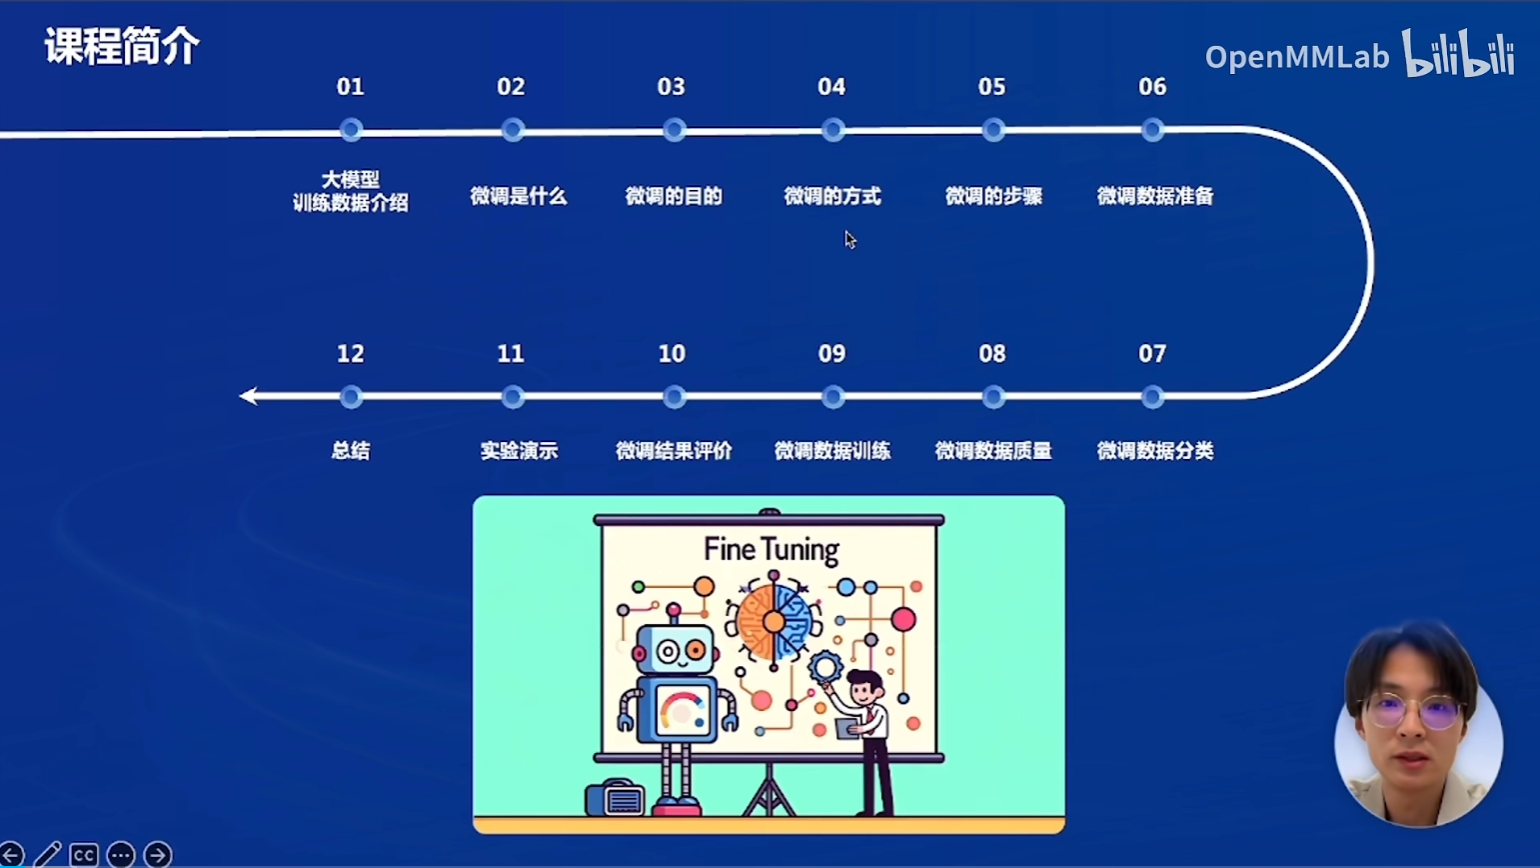 课程简介
OpenMMLab bilibili
01 02 03 04 05 06
大模型
训练数据介绍
微调是什么
微调的目的
微调的方式
微调的步骤
微调数据准备
12 11 10 09 08 07
总结
实验演示
微调结果评价
微调数据训练
微调数据质量
微调数据分类
Fine Tuning
CC